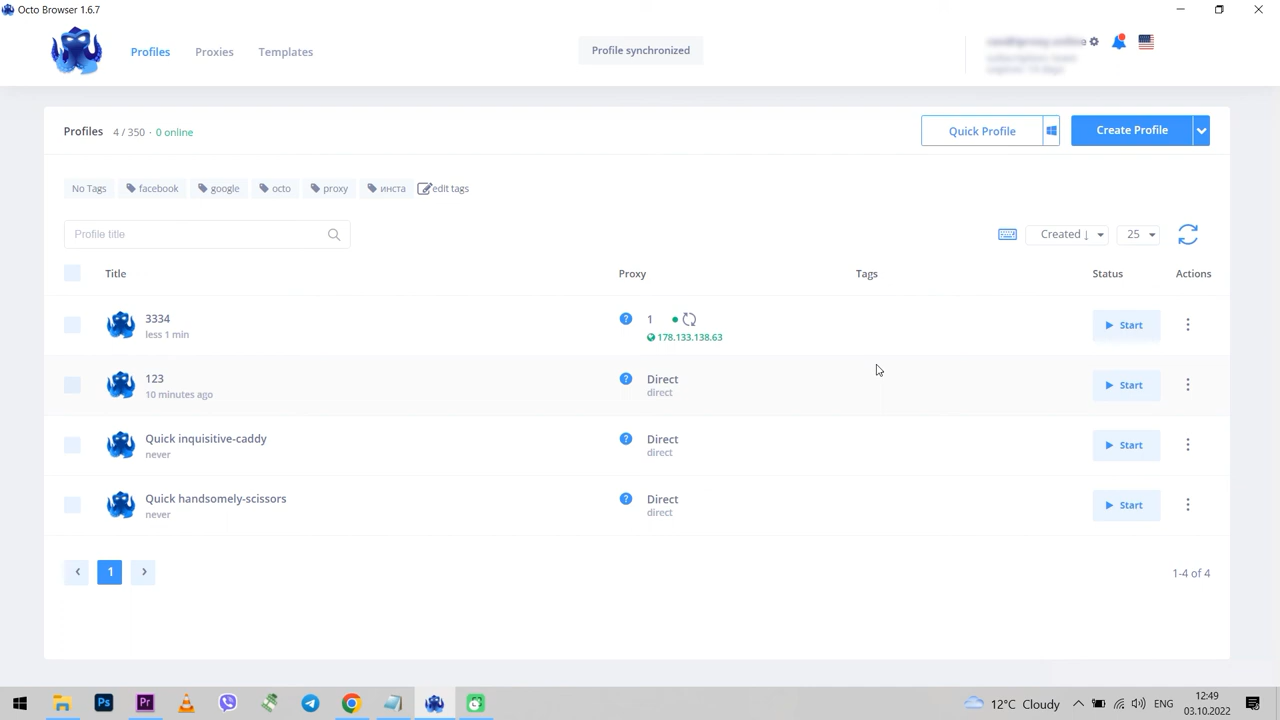 Octo Browser 1.6.7
Profiles Proxies Templates
Profile synchronized
Profiles 4 / 350 · 0 online
Quick Profile
Create Profile
No Tags facebook google octo proxy инста edit tags
Profile title
Created ↓ 25
Title Proxy Tags Status Actions
3334 1
less 1 min 178.133.138.63
Start
123 Direct
10 minutes ago direct
Start
Quick inquisitive-caddy Direct
never direct
Start
Quick handsomely-scissors Direct
never direct
Start
‹ 1 ›
1-4 of 4
Ps Pr
12°C Cloudy
ENG
12:49
03.10.2022